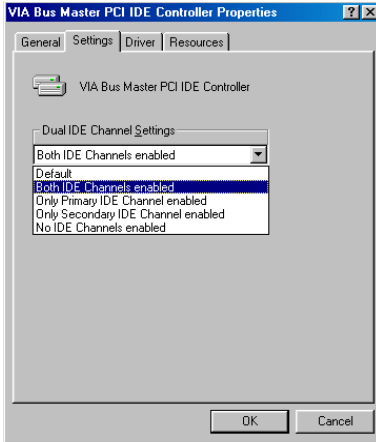 VIA Bus Master PCI IDE Controller Properties
General Settings Driver Resources
VIA Bus Master PCI IDE Controller
Dual IDE Channel Settings
Both IDE Channels enabled
Default
Both IDE Channels enabled
Only Primary IDE Channel enabled
Only Secondary IDE Channel enabled
No IDE Channels enabled
OK Cancel